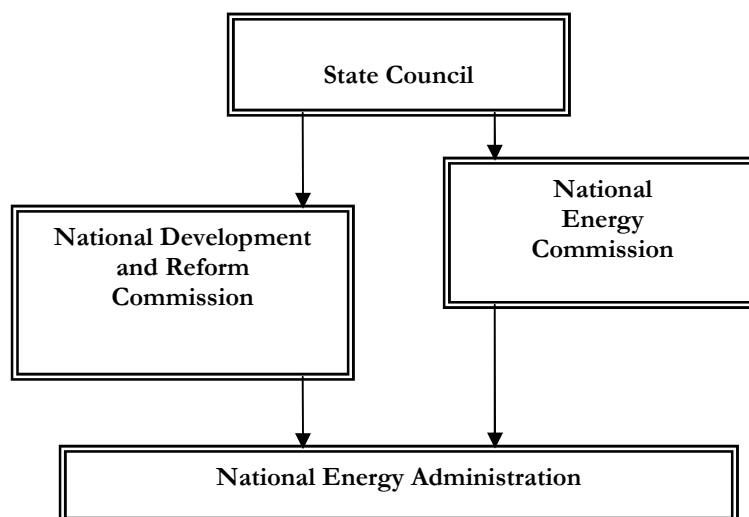 State Council
National Development
and Reform
Commission
National
Energy
Commission
National Energy Administration